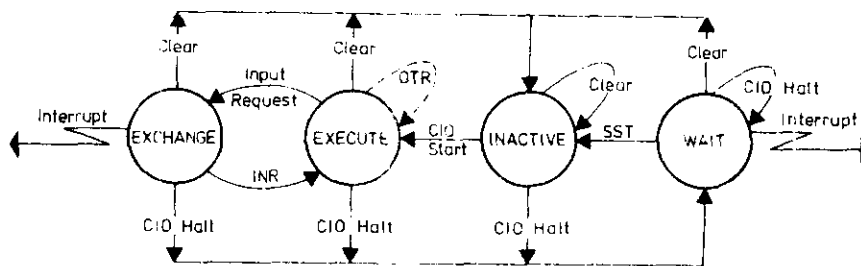 Clear
Clear
Clear
Input
Request
OTR
Clear
CIO Halt
Interrupt
Interrupt
EXCHANGE
EXECUTE
CIO
Start
INACTIVE
SST
WAIT
INR
CIO Halt
CIO Halt
CIO Halt